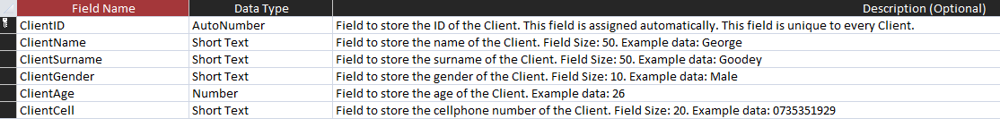 Field Name Data Type Description (Optional)
ClientID AutoNumber Field to store the ID of the Client. This field is assigned automatically. This field is unique to every Client.
ClientName Short Text Field to store the name of the Client. Field Size: 50. Example data: George
ClientSurname Short Text Field to store the surname of the Client. Field Size: 50. Example data: Goodey
ClientGender Short Text Field to store the gender of the Client. Field Size: 10. Example data: Male
ClientAge Number Field to store the age of the Client. Example data: 26
ClientCell Short Text Field to store the cellphone number of the Client. Field Size: 20. Example data: 0735351929